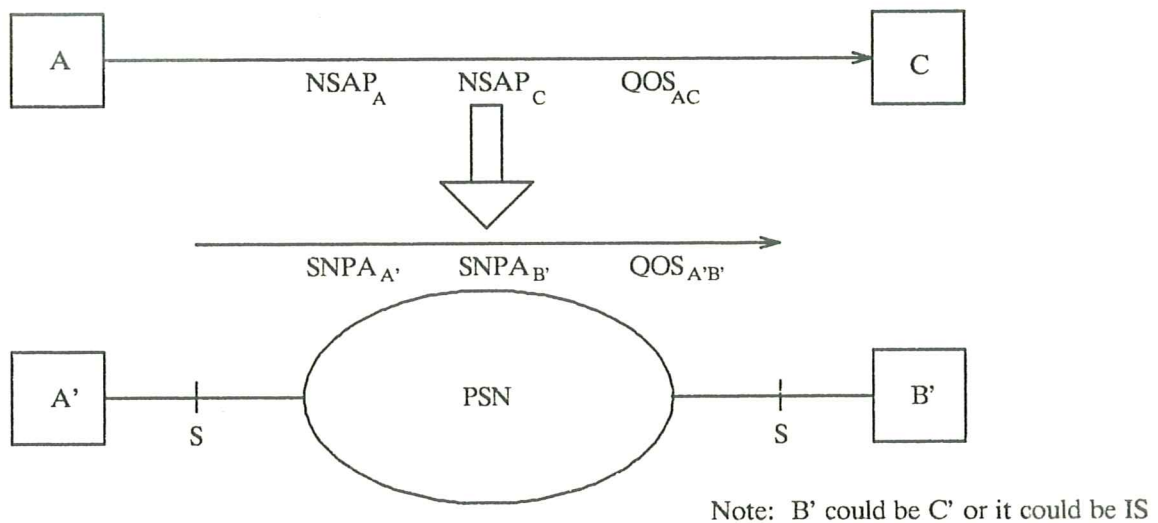 A
C
NSAP_A NSAP_C QOS_AC
SNPA_A' SNPA_B' QOS_A'B'
A'
S
PSN
S
B'
Note: B' could be C' or it could be IS